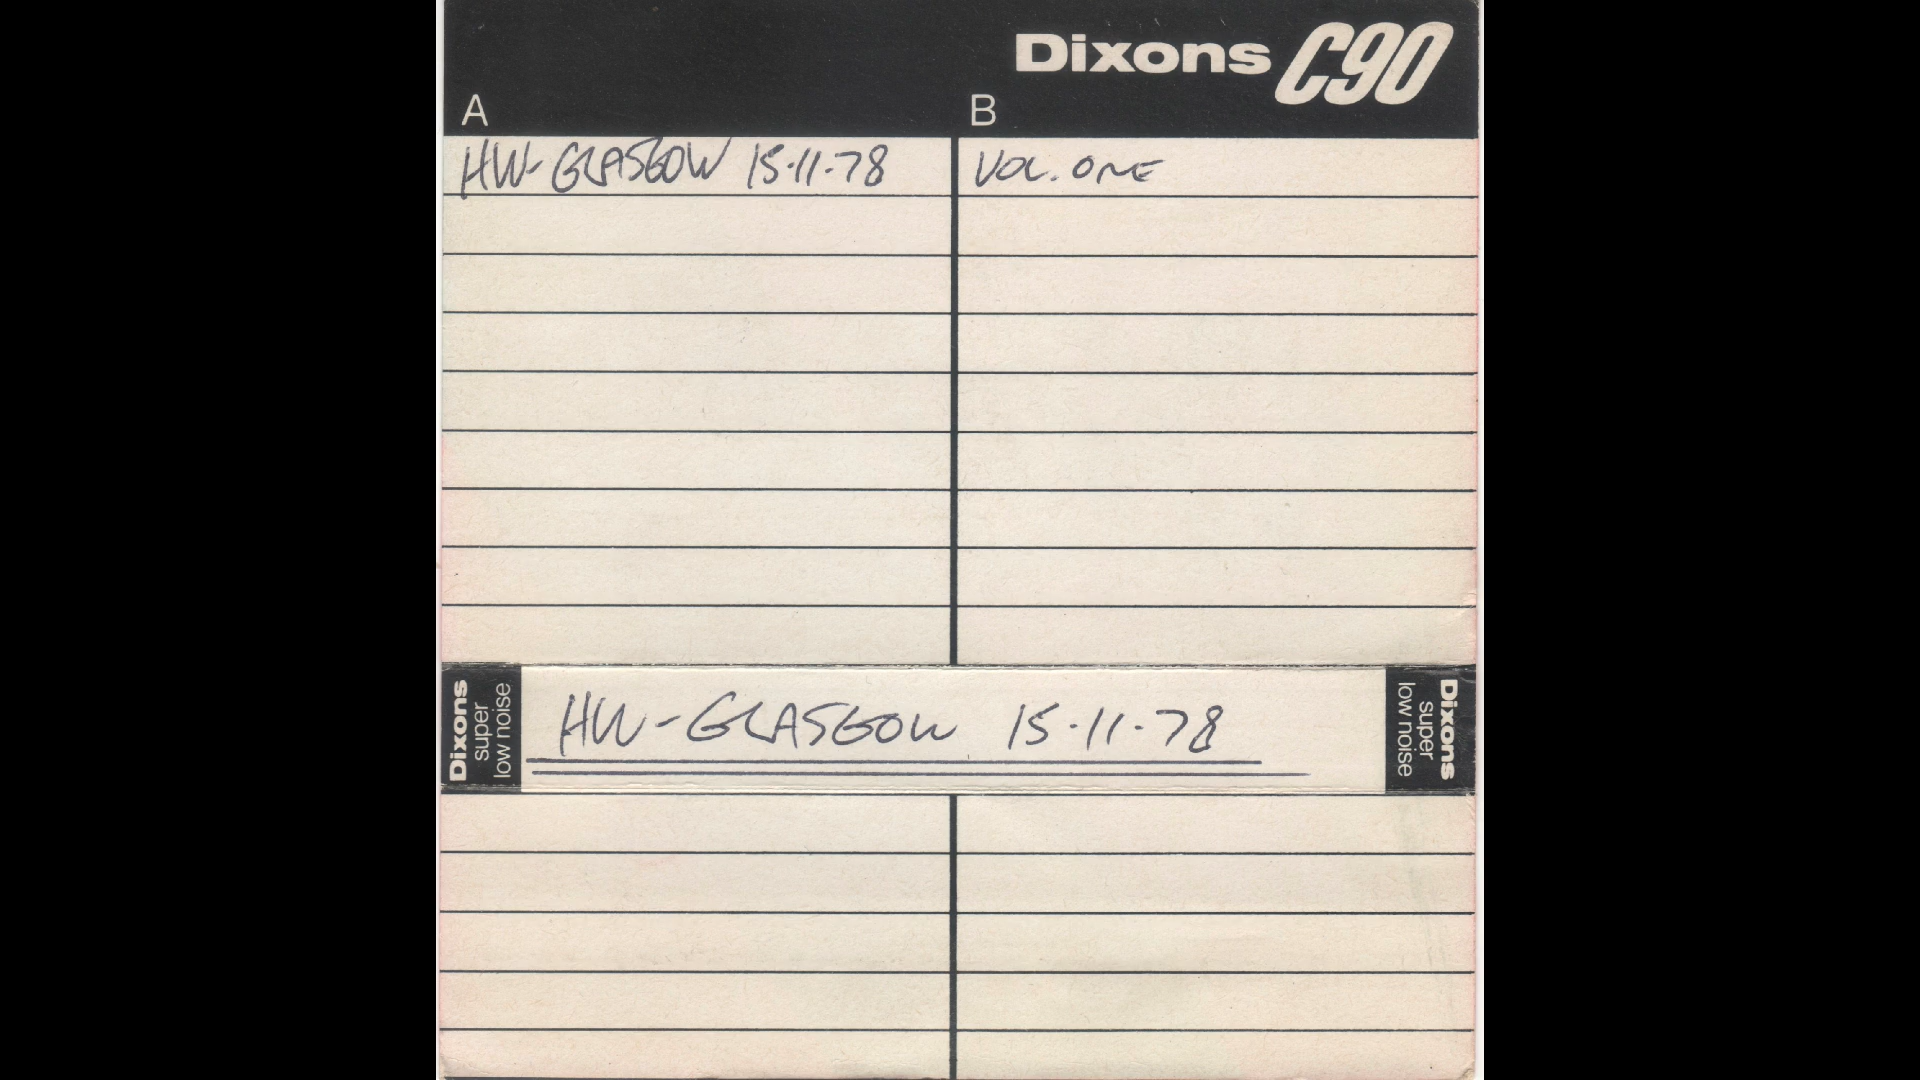 Dixons C90
A B
HW-GLASGOW 15-11-78 VOL. ONE
Dixons
super
low noise
HW-GLASGOW 15-11-78
Dixons
super
low noise